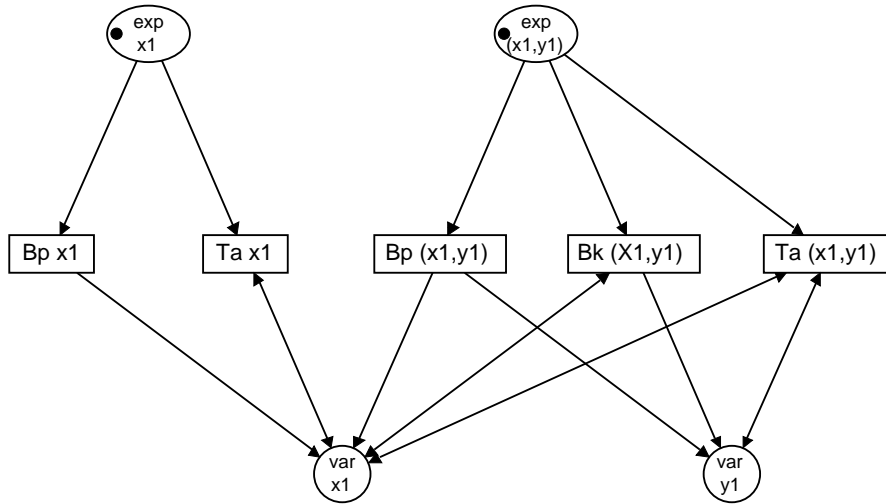 exp
x1
exp
(x1,y1)
Bp x1
Ta x1
Bp (x1,y1)
Bk (X1,y1)
Ta (x1,y1)
var
x1
var
y1